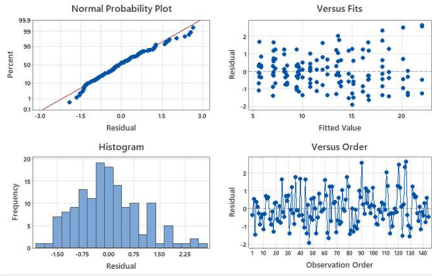 Normal Probability Plot
99.9
99
90
50
10
1
0.1
Percent
-3.0 -1.5 0.0 1.5 3.0
Residual
Versus Fits
2
1
0
-1
-2
Residual
5 10 15 20
Fitted Value
Histogram
20
15
10
5
0
Frequency
-1.50 -0.75 0.00 0.75 1.50 2.25
Residual
Versus Order
2
1
0
-1
-2
Residual
1 10 20 30 40 50 60 70 80 90 100 110 120 130 140
Observation Order